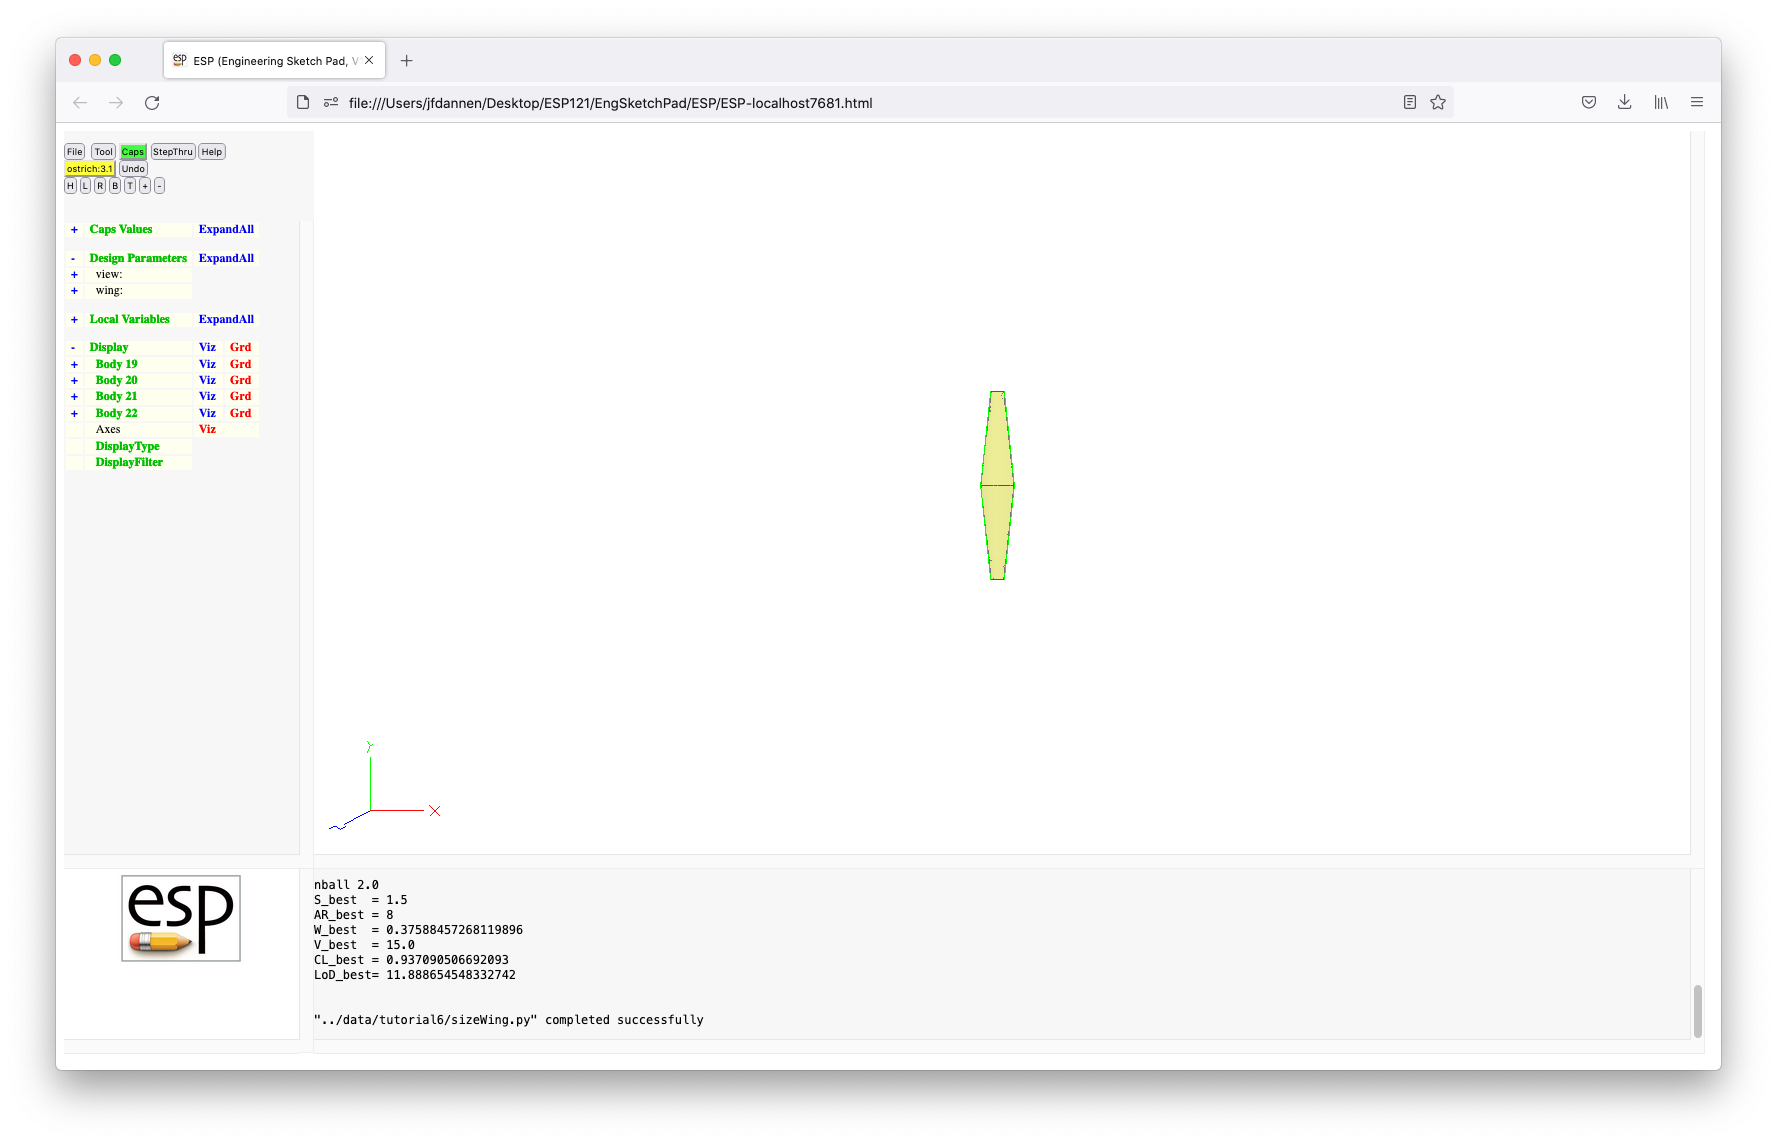 esp ESP (Engineering Sketch Pad, V
file:///Users/jfdannen/Desktop/ESP121/EngSketchPad/ESP/ESP-localhost7681.html
File Tool Caps StepThru Help
ostrich:3.1 Undo
H L R B T + -
+ Caps Values ExpandAll
- Design Parameters ExpandAll
+ view:
+ wing:
+ Local Variables ExpandAll
- Display Viz Grd
+ Body 19 Viz Grd
+ Body 20 Viz Grd
+ Body 21 Viz Grd
+ Body 22 Viz Grd
Axes Viz
DisplayType
DisplayFilter
Y
X
Z
esp
nball 2.0
S_best = 1.5
AR_best = 8
W_best = 0.37588457268119896
V_best = 15.0
CL_best = 0.937090506692093
LoD_best= 11.888654548332742
"../data/tutorial6/sizeWing.py" completed successfully